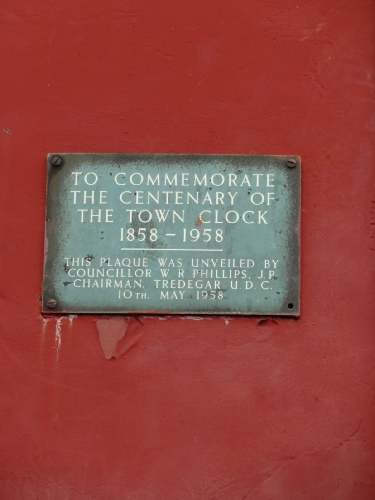 TO COMMEMORATE
THE CENTENARY OF
THE TOWN CLOCK
1858 - 1958
THIS PLAQUE WAS UNVEILED BY
COUNCILLOR W. R. PHILLIPS, J.P.
CHAIRMAN, TREDEGAR U.D.C.
10TH. MAY 1958